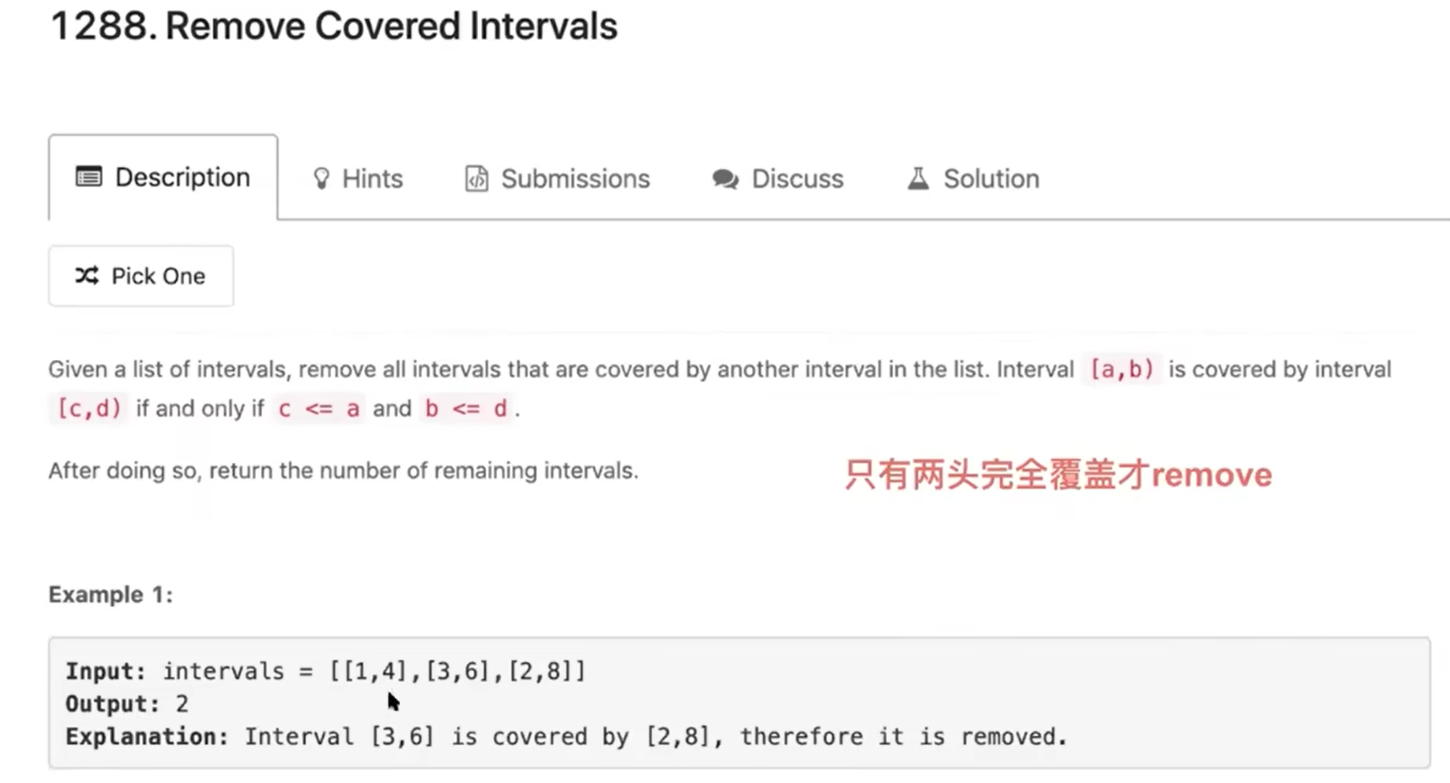 1288. Remove Covered Intervals
Description Hints Submissions Discuss Solution
Pick One
Given a list of intervals, remove all intervals that are covered by another interval in the list. Interval [a,b) is covered by interval
[c,d) if and only if c <= a and b <= d.
After doing so, return the number of remaining intervals.
只有两头完全覆盖才remove
Example 1:
Input: intervals = [[1,4],[3,6],[2,8]]
Output: 2
Explanation: Interval [3,6] is covered by [2,8], therefore it is removed.